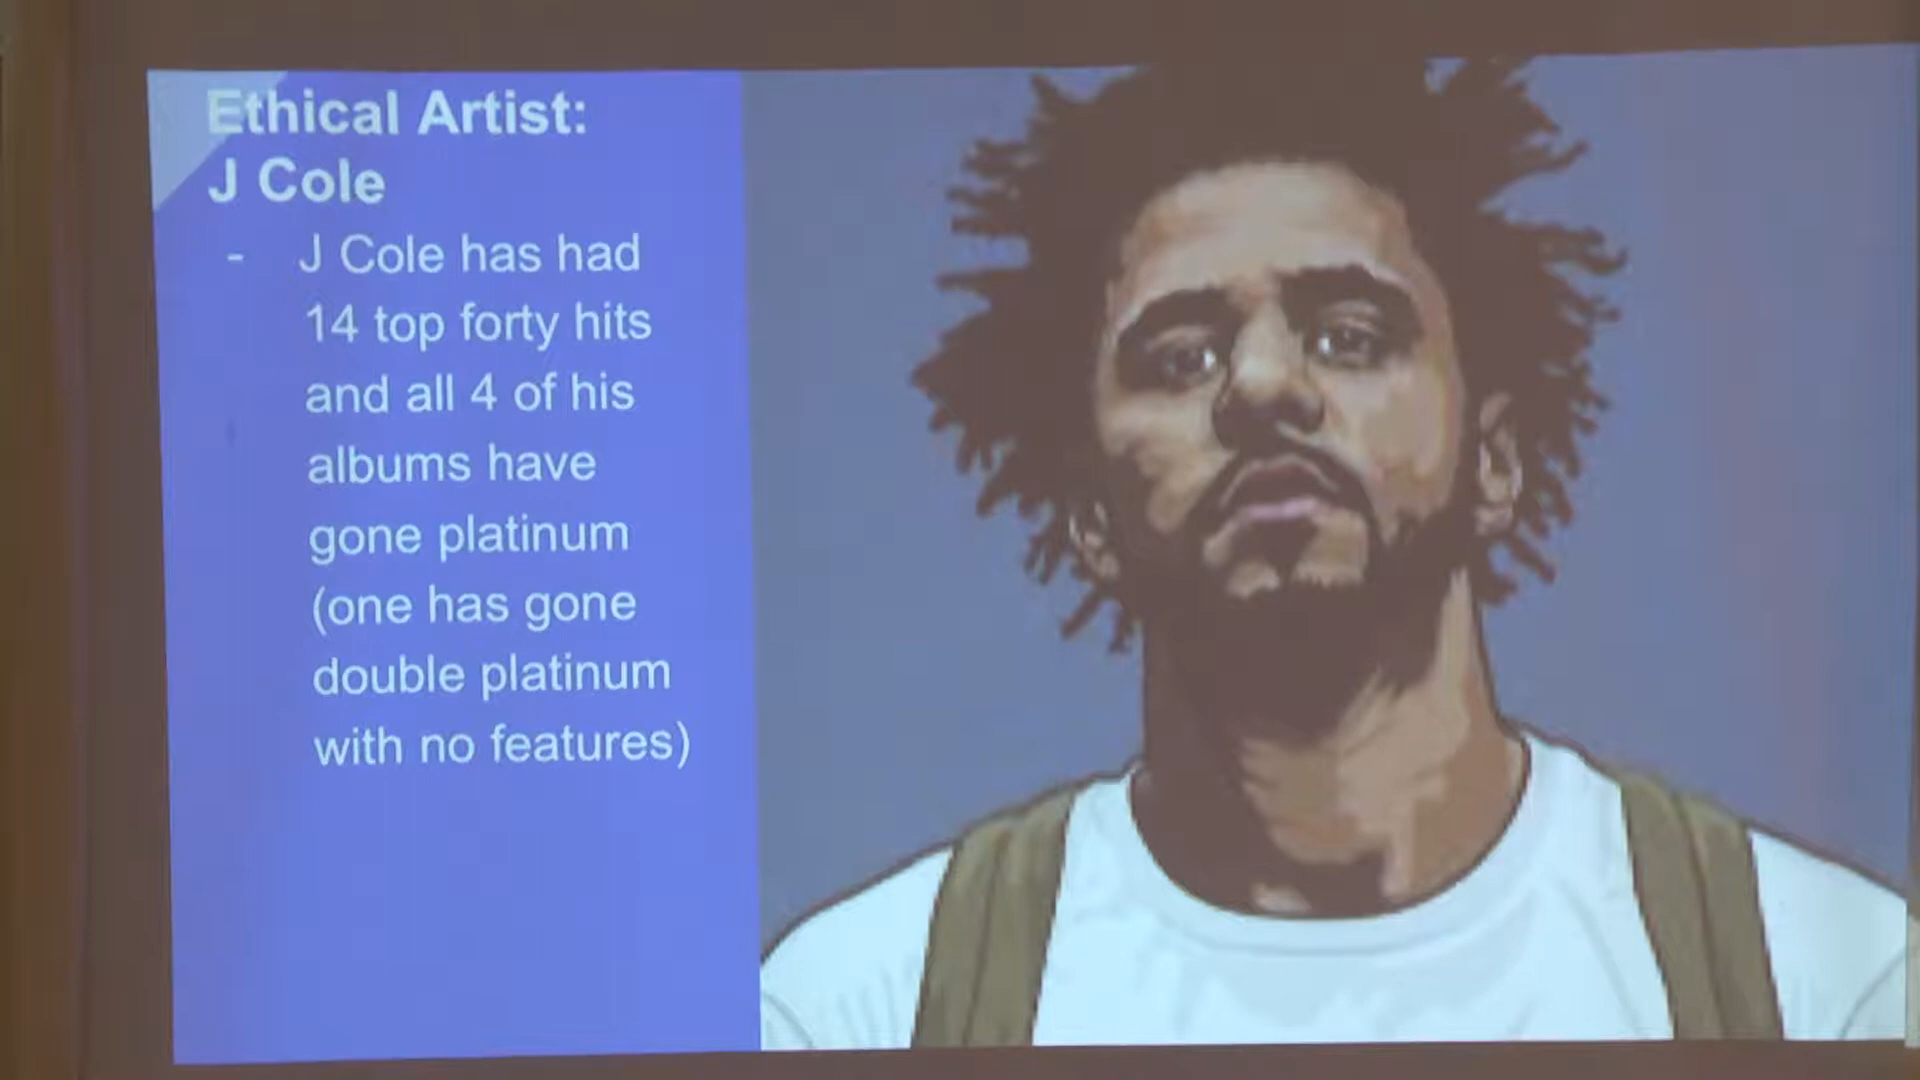 Ethical Artist:
J Cole
- J Cole has had
14 top forty hits
and all 4 of his
albums have
gone platinum
(one has gone
double platinum
with no features)